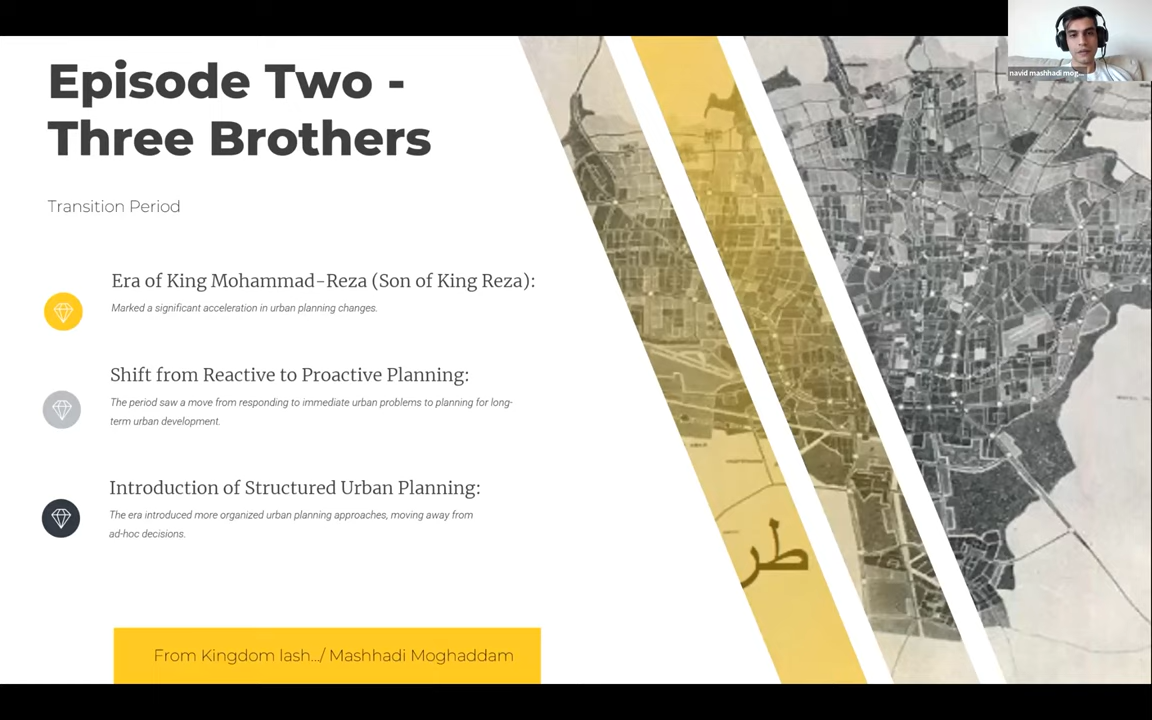 Episode Two -
Three Brothers
Transition Period
Era of King Mohammad-Reza (Son of King Reza):
Marked a significant acceleration in urban planning changes.
Shift from Reactive to Proactive Planning:
The period saw a move from responding to immediate urban problems to planning for long-
term urban development.
Introduction of Structured Urban Planning:
The era introduced more organized urban planning approaches, moving away from
ad-hoc decisions.
From Kingdom lash.../ Mashhadi Moghaddam
navid mashhadi mog...
طر